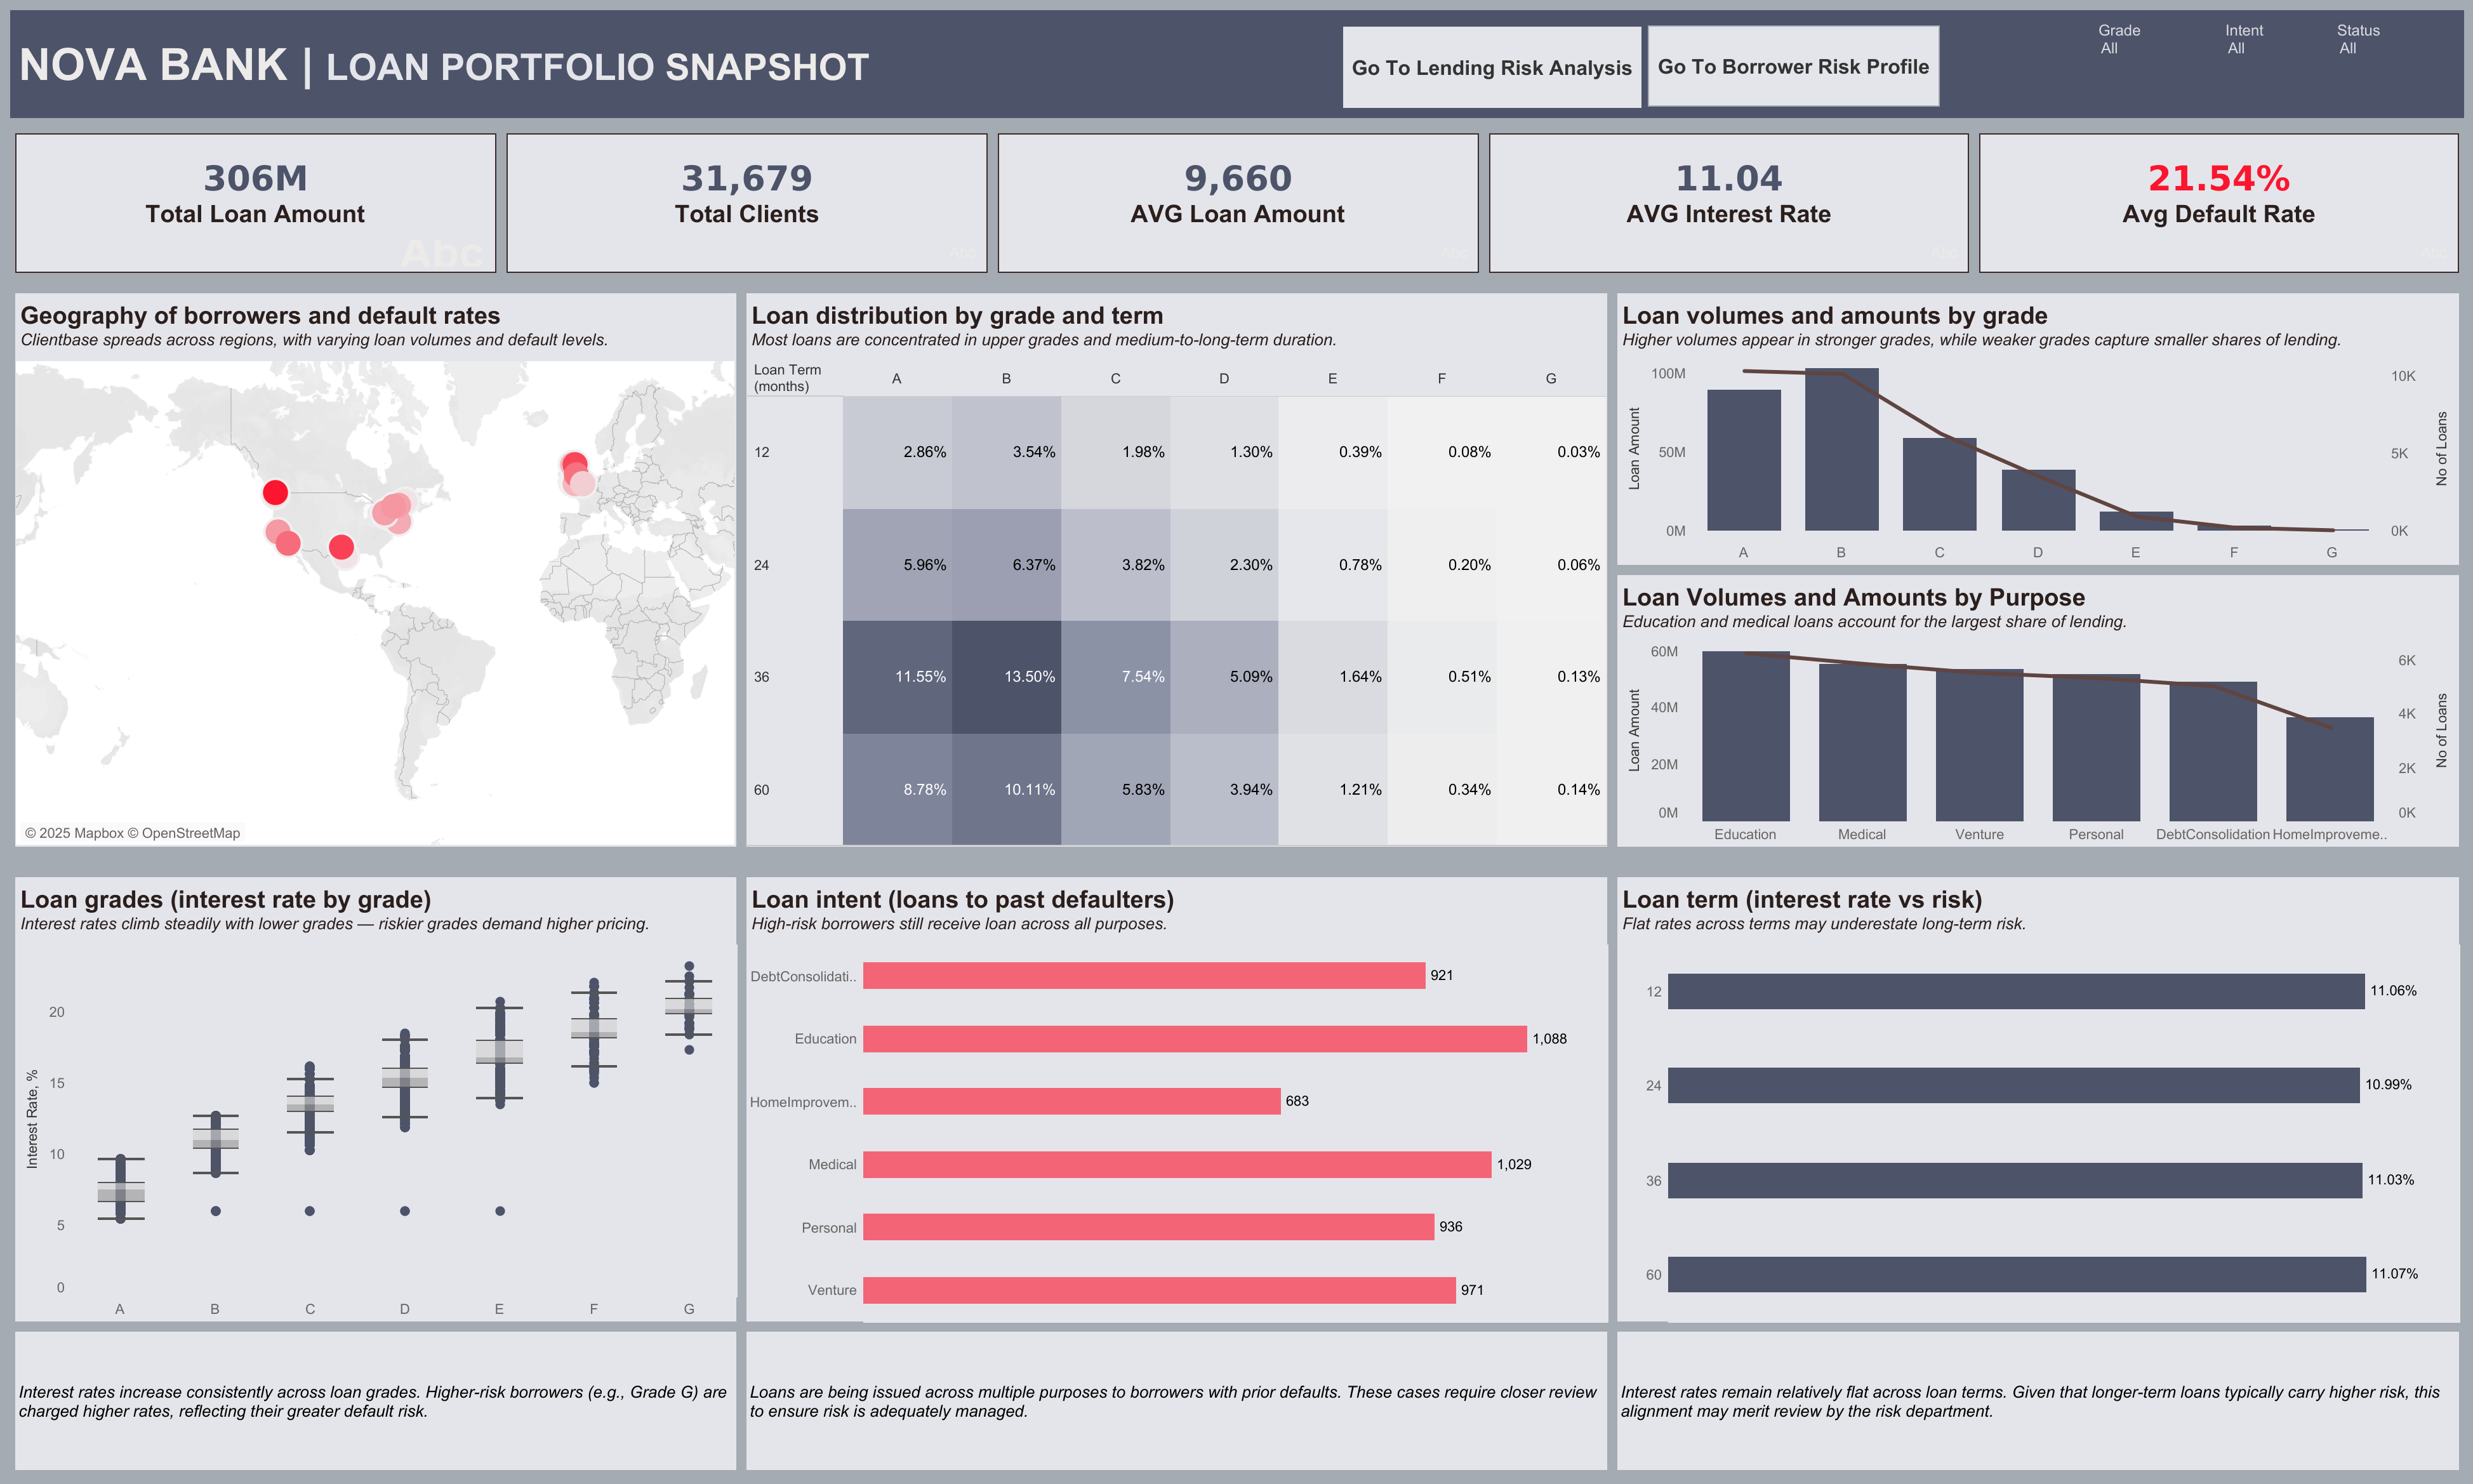 NOVA BANK | LOAN PORTFOLIO SNAPSHOT
Go To Lending Risk Analysis
Go To Borrower Risk Profile
Grade
All
Intent
All
Status
All
306M
Total Loan Amount
Abc
31,679
Total Clients
Abc
9,660
AVG Loan Amount
Abc
11.04
AVG Interest Rate
Abc
21.54%
Avg Default Rate
Abc
Geography of borrowers and default rates
Clientbase spreads across regions, with varying loan volumes and default levels.
© 2025 Mapbox © OpenStreetMap
Loan distribution by grade and term
Most loans are concentrated in upper grades and medium-to-long-term duration.
Loan Term
(months)
A B C D E F G
12 2.86% 3.54% 1.98% 1.30% 0.39% 0.08% 0.03%
24 5.96% 6.37% 3.82% 2.30% 0.78% 0.20% 0.06%
36 11.55% 13.50% 7.54% 5.09% 1.64% 0.51% 0.13%
60 8.78% 10.11% 5.83% 3.94% 1.21% 0.34% 0.14%
Loan volumes and amounts by grade
Higher volumes appear in stronger grades, while weaker grades capture smaller shares of lending.
Loan Amount
100M
50M
0M
10K
5K
0K
No of Loans
A B C D E F G
Loan Volumes and Amounts by Purpose
Education and medical loans account for the largest share of lending.
Loan Amount
60M
40M
20M
0M
6K
4K
2K
0K
No of Loans
Education Medical Venture Personal DebtConsolidation HomeImproveme..
Loan grades (interest rate by grade)
Interest rates climb steadily with lower grades — riskier grades demand higher pricing.
Interest Rate, %
20
15
10
5
0
A B C D E F G
Loan intent (loans to past defaulters)
High-risk borrowers still receive loan across all purposes.
DebtConsolidati.. 921
Education 1,088
HomeImprovem.. 683
Medical 1,029
Personal 936
Venture 971
Loan term (interest rate vs risk)
Flat rates across terms may underestate long-term risk.
12 11.06%
24 10.99%
36 11.03%
60 11.07%
Interest rates increase consistently across loan grades. Higher-risk borrowers (e.g., Grade G) are
charged higher rates, reflecting their greater default risk.
Loans are being issued across multiple purposes to borrowers with prior defaults. These cases require closer review
to ensure risk is adequately managed.
Interest rates remain relatively flat across loan terms. Given that longer-term loans typically carry higher risk, this
alignment may merit review by the risk department.